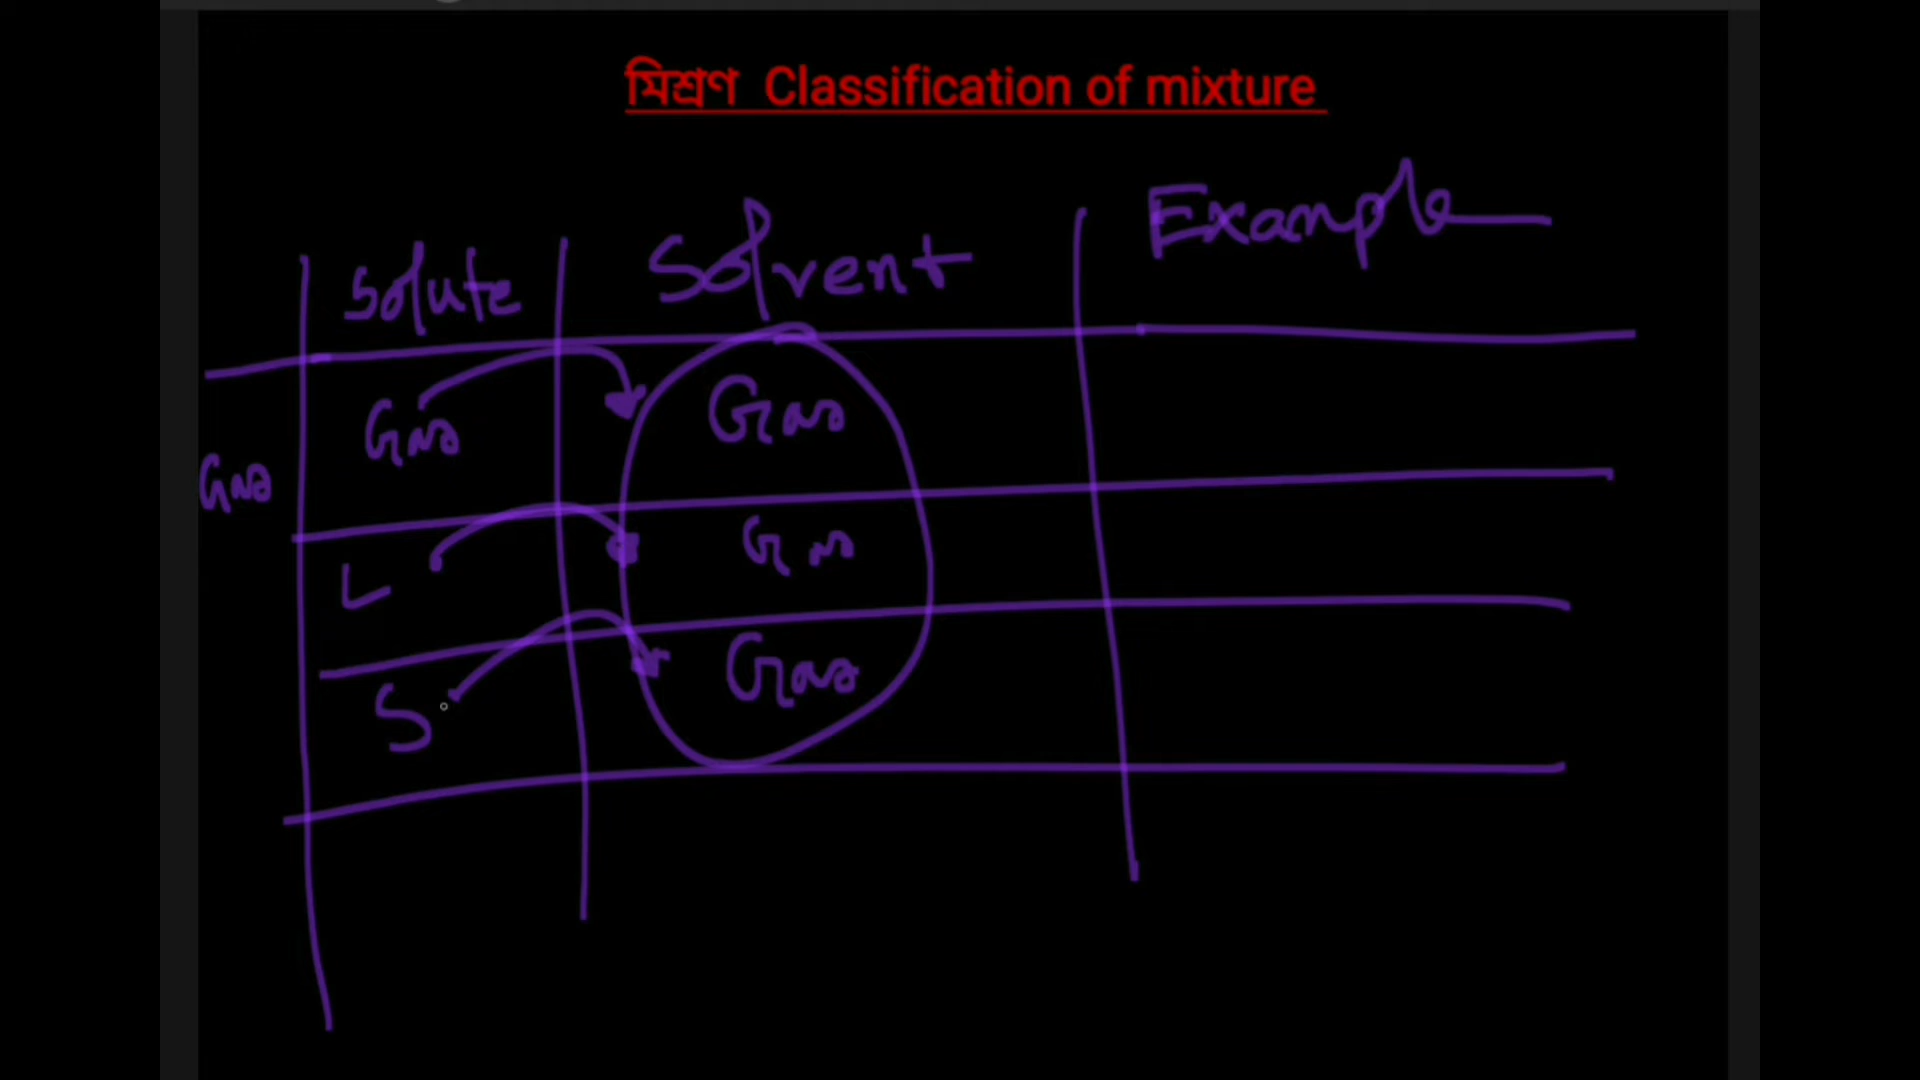 মিশ্রণ Classification of mixture
Solute Solvent Example
Gas Gas
Gas
L Gas
S Gas